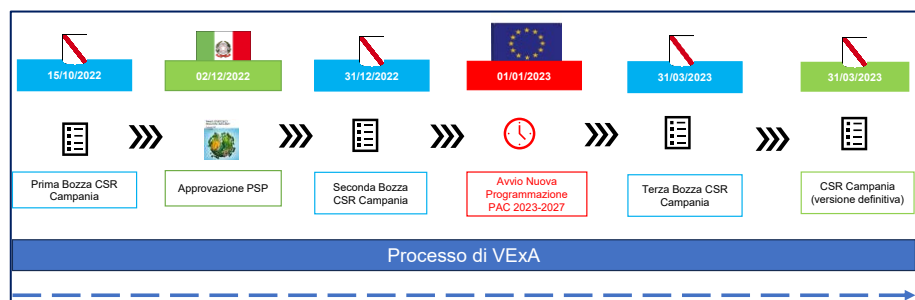 15/10/2022
02/12/2022
31/12/2022
01/01/2023
31/03/2023
31/03/2023
Prima Bozza CSR
Campania
Approvazione PSP
Seconda Bozza
CSR Campania
Avvio Nuova
Programmazione
PAC 2023-2027
Terza Bozza CSR
Campania
CSR Campania
(versione definitiva)
Processo di VExA